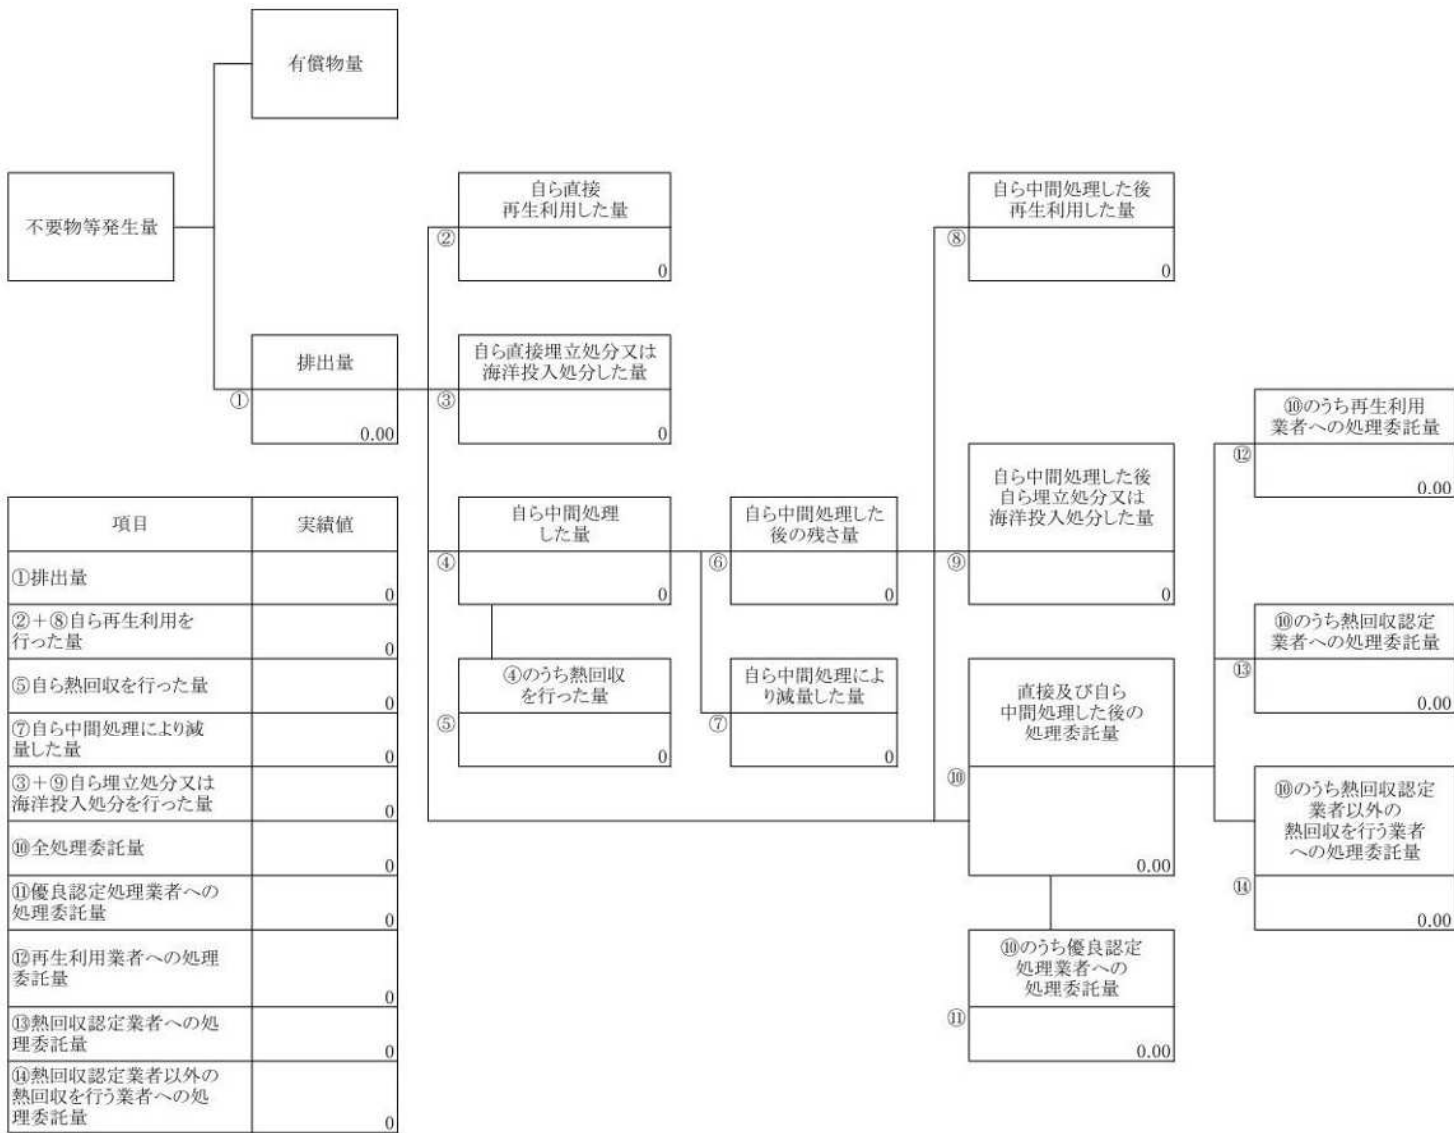 有償物量
不要物等発生量
排出量
①
0.00
自ら直接
再生利用した量
②
0
自ら直接埋立処分又は
海洋投入処分した量
③
0
自ら中間処理
した量
④
0
④のうち熱回収
を行った量
⑤
0
自ら中間処理した
後の残さ量
⑥
0
自ら中間処理によ
り減量した量
⑦
0
自ら中間処理した後
再生利用した量
⑧
0
自ら中間処理した後
自ら埋立処分又は
海洋投入処分した量
⑨
0
直接及び自ら
中間処理した後の
処理委託量
⑩
0.00
⑩のうち優良認定
処理業者への
処理委託量
⑪
0.00
⑩のうち再生利用
業者への処理委託量
⑫
0.00
⑩のうち熱回収認定
業者への処理委託量
⑬
0.00
⑩のうち熱回収認定
業者以外の
熱回収を行う業者
への処理委託量
⑭
0.00
項目 実績値
①排出量
0
②+⑧自ら再生利用を
行った量
0
⑤自ら熱回収を行った量
0
⑦自ら中間処理により減
量した量
0
③+⑨自ら埋立処分又は
海洋投入処分を行った量
0
⑩全処理委託量
0
⑪優良認定処理業者への
処理委託量
0
⑫再生利用業者への処理
委託量
0
⑬熱回収認定業者への処
理委託量
0
⑭熱回収認定業者以外の
熱回収を行う業者への処
理委託量
0